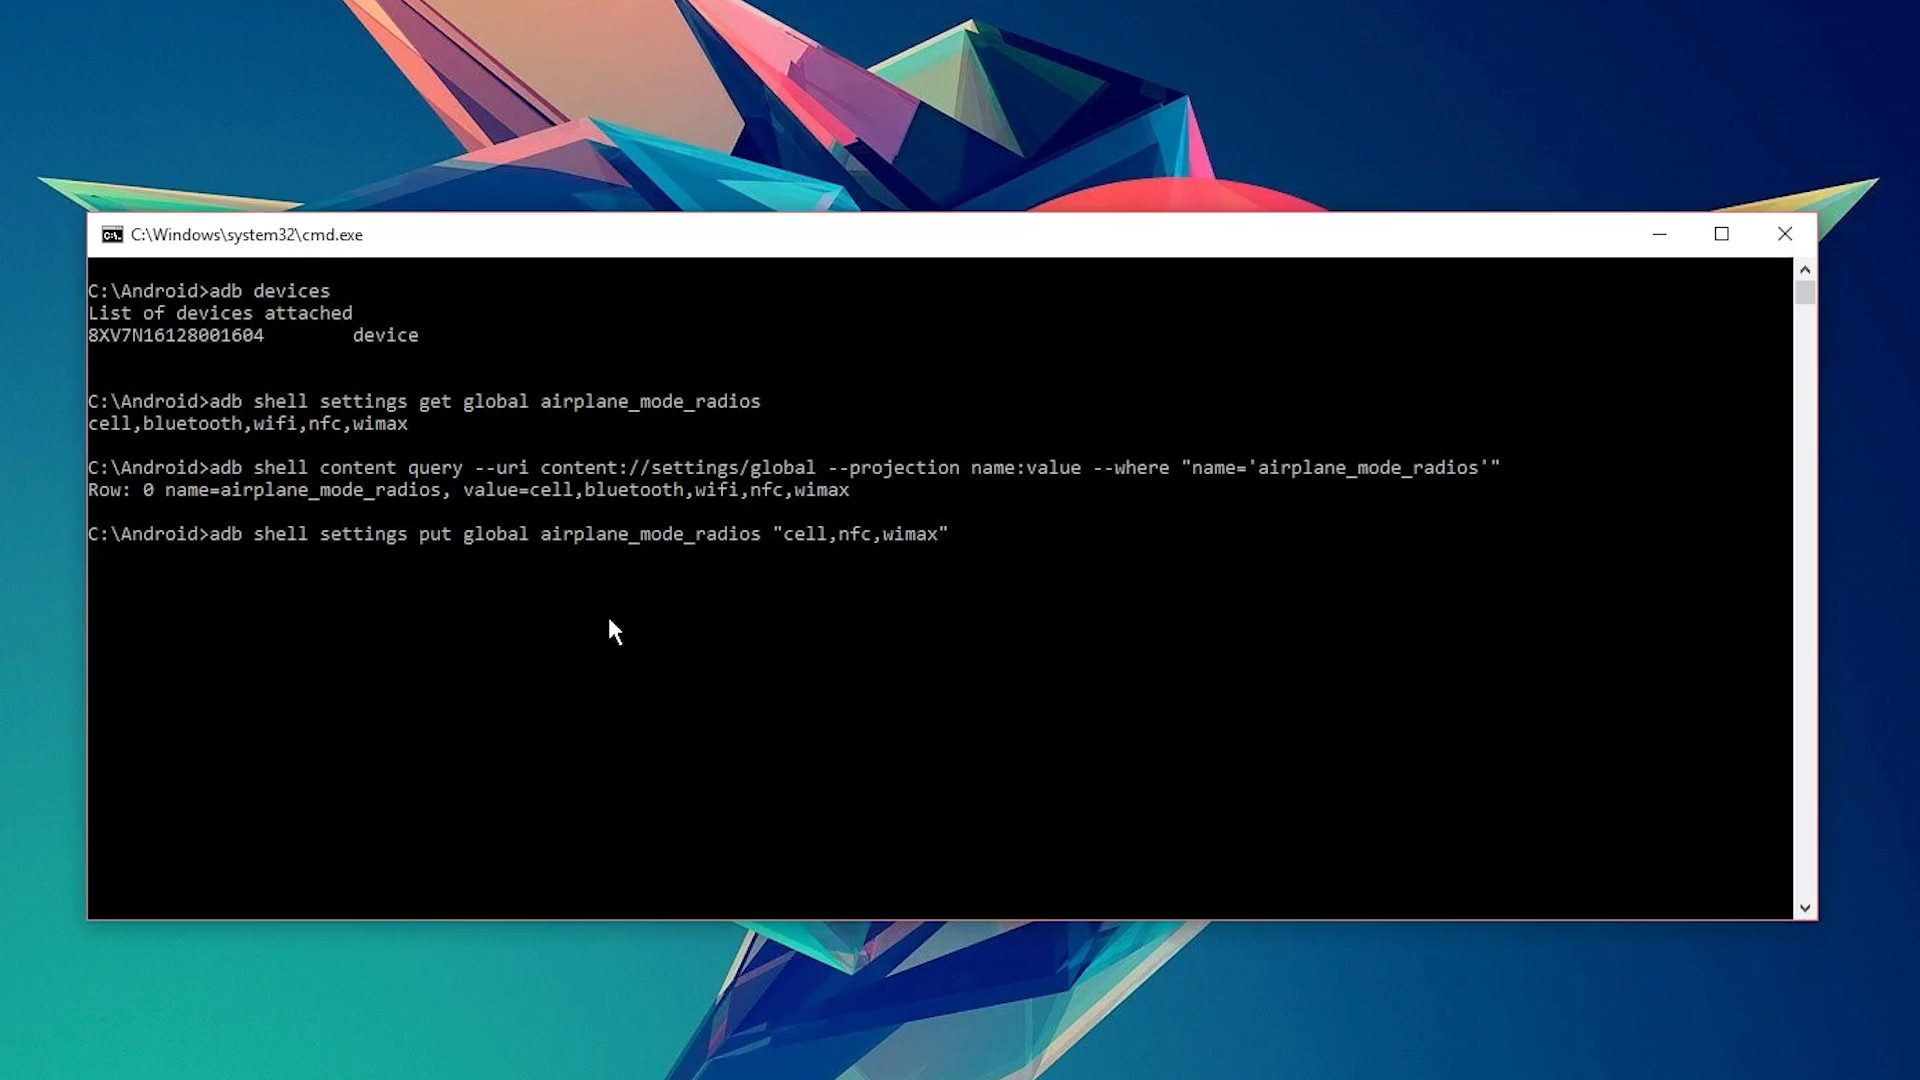 C:\Windows\system32\cmd.exe
C:\Android>adb devices
List of devices attached
8XV7N16128001604        device
C:\Android>adb shell settings get global airplane_mode_radios
cell,bluetooth,wifi,nfc,wimax
C:\Android>adb shell content query --uri content://settings/global --projection name:value --where "name='airplane_mode_radios'"
Row: 0 name=airplane_mode_radios, value=cell,bluetooth,wifi,nfc,wimax
C:\Android>adb shell settings put global airplane_mode_radios "cell,nfc,wimax"